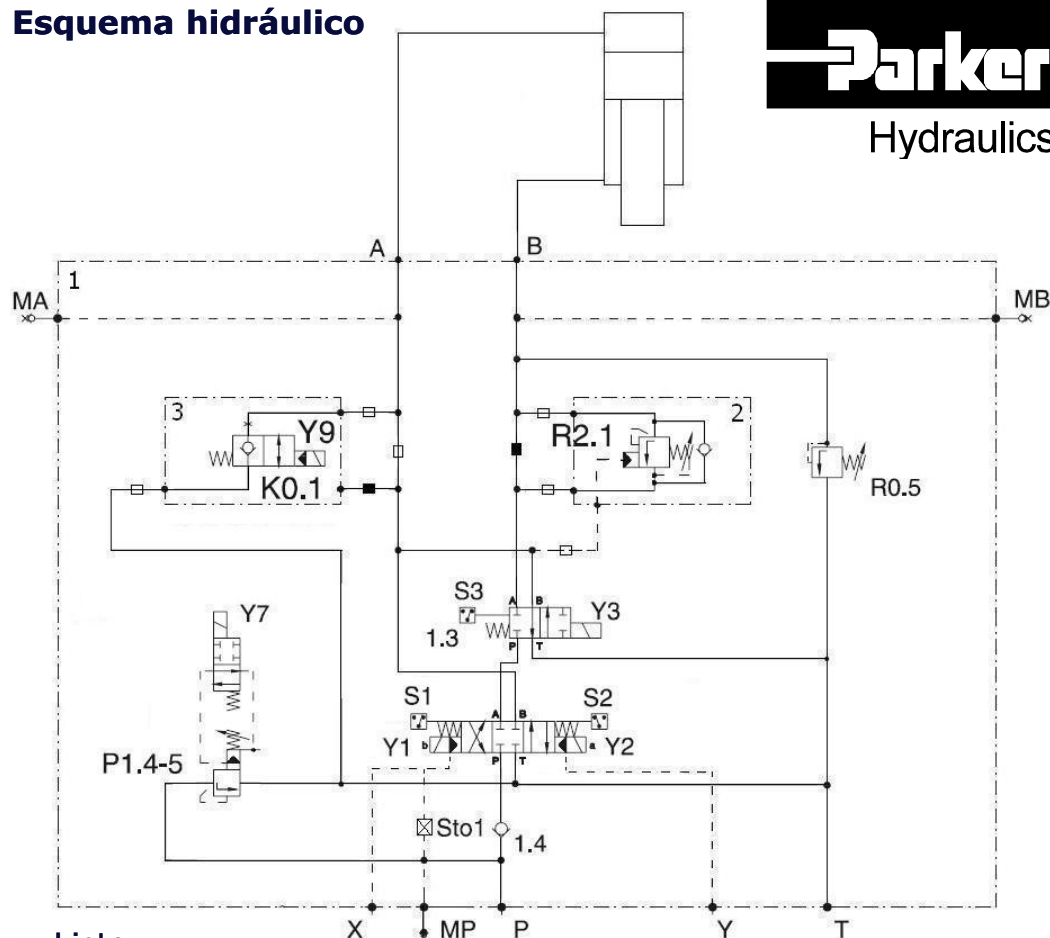 Esquema hidráulico
Parker
Hydraulics
A
B
1
MA
MB
3
Y9
K0.1
2
R2.1
R0.5
A B
S3
Y3
1.3
P T
Y7
S1
A B
S2
Y1
b
a
Y2
P T
P1.4-5
Sto1
1.4
X
MP
P
Y
T